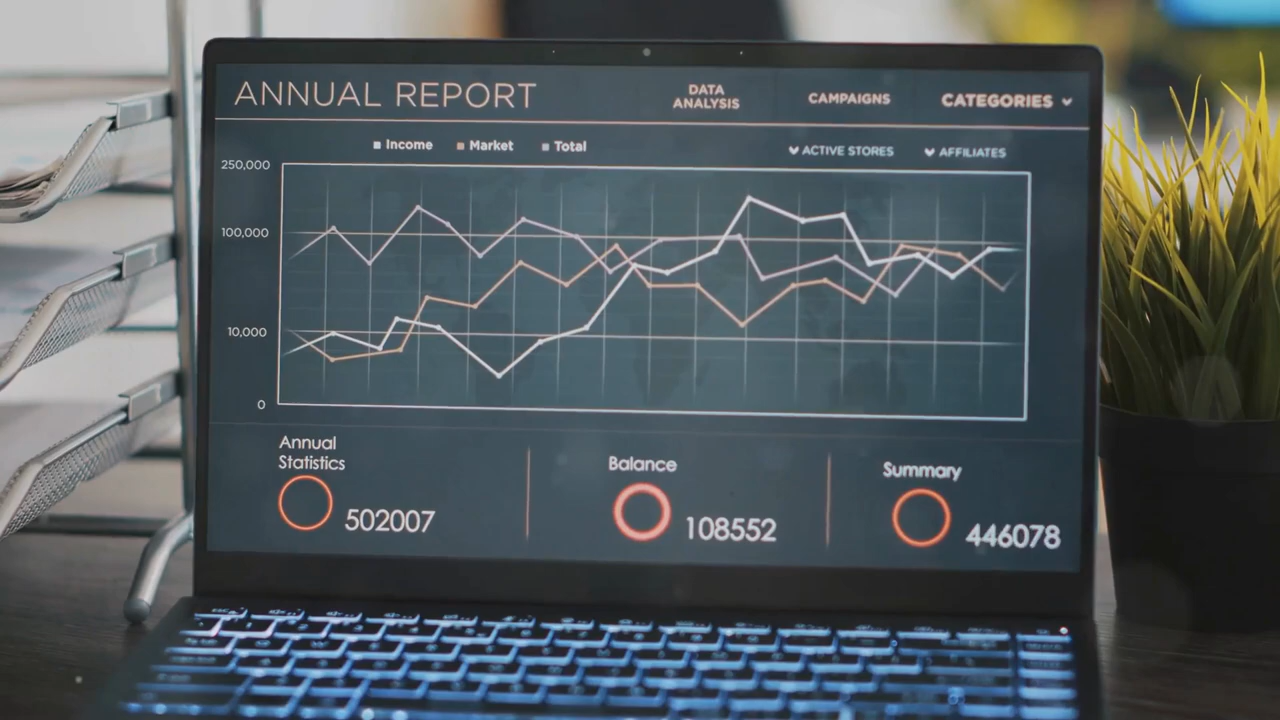 ANNUAL REPORT
DATA
ANALYSIS
CAMPAIGNS
CATEGORIES
Income
Market
Total
ACTIVE STORES
AFFILIATES
250,000
100,000
10,000
0
Annual
Statistics
502007
Balance
108552
Summary
446078